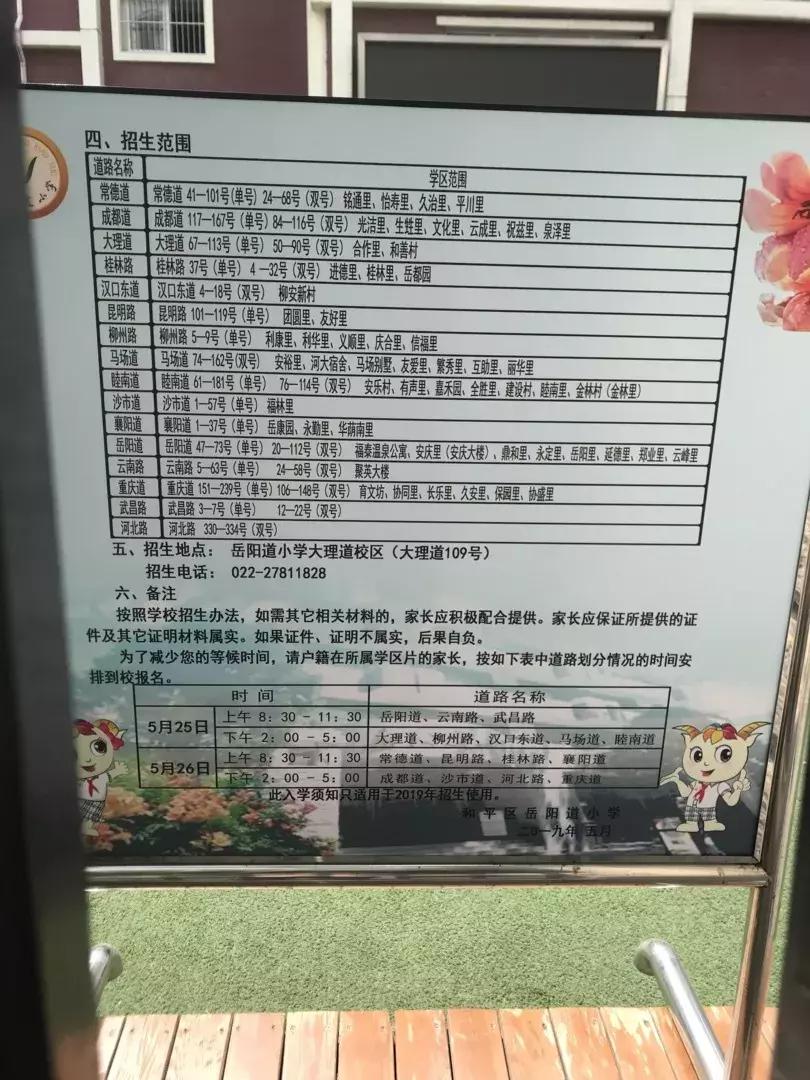 四、招生范围
道路名称 学区范围
常德道 常德道 41—101号(单号) 24—68号(双号) 铭通里、怡寿里、久治里、平川里
成都道 成都道 117—167号(单号) 84—116号(双号) 光洁里、生甡里、文化里、云成里、祝兹里、泉泽里
大理道 大理道 67—113号(单号) 50—90号(双号) 合作里、和善村
桂林路 桂林路 37号(单号) 4 —32号(双号) 进德里、桂林里、岳都园
汉口东道 汉口东道 4—18号(双号) 柳安新村
昆明路 昆明路 101—119号(单号) 团圆里、友好里
柳州路 柳州路 5—9号(单号) 利康里、利华里、义顺里、庆合里、信福里
马场道 马场道 74—162号(双号) 安裕里、河大宿舍、马场别墅、友爱里、繁秀里、互助里、丽华里
睦南道 睦南道 61—181号(单号) 76—114号(双号) 安乐村、有声里、嘉禾园、全胜里、建设村、睦南里、金林村(金林里)
沙市道 沙市道 1—57号(单号) 福林里
襄阳道 襄阳道 1—37号(单号) 岳康园、永勤里、华荫南里
岳阳道 岳阳道 47—73号(单号) 20—112号(双号) 福泰温泉公寓、安庆里(安庆大楼)、鼎和里、永定里、岳阳里、延德里、郑业里、云峰里
云南路 云南路 5—63号(单号) 24—58号(双号) 聚英大楼
重庆道 重庆道 151—239号(单号) 106—148号(双号) 育文坊、协同里、长乐里、久安里、保园里、协盛里
武昌路 武昌路 3—7号(单号) 12—22号(双号)
河北路 河北路 330—334号(双号)
五、招生地点: 岳阳道小学大理道校区(大理道109号)
招生电话: 022-27811828
六、备注
按照学校招生办法，如需其它相关材料的，家长应积极配合提供。家长应保证所提供的证
件及其它证明材料属实。如果证件、证明不属实，后果自负。
为了减少您的等候时间，请户籍在所属学区片的家长，按如下表中道路划分情况的时间安
排到校报名。
时 间 道路名称
5月25日 上午 8：30 - 11：30 岳阳道、云南路、武昌路
下午 2：00 - 5：00 大理道、柳州路、汉口东道、马场道、睦南道
5月26日 上午 8：30 - 11：30 常德道、昆明路、桂林路、襄阳道
下午 2：00 - 5：00 成都道、沙市道、河北路、重庆道
此入学须知只适用于2019年招生使用。
和平区岳阳道小学
二〇一九年 五月